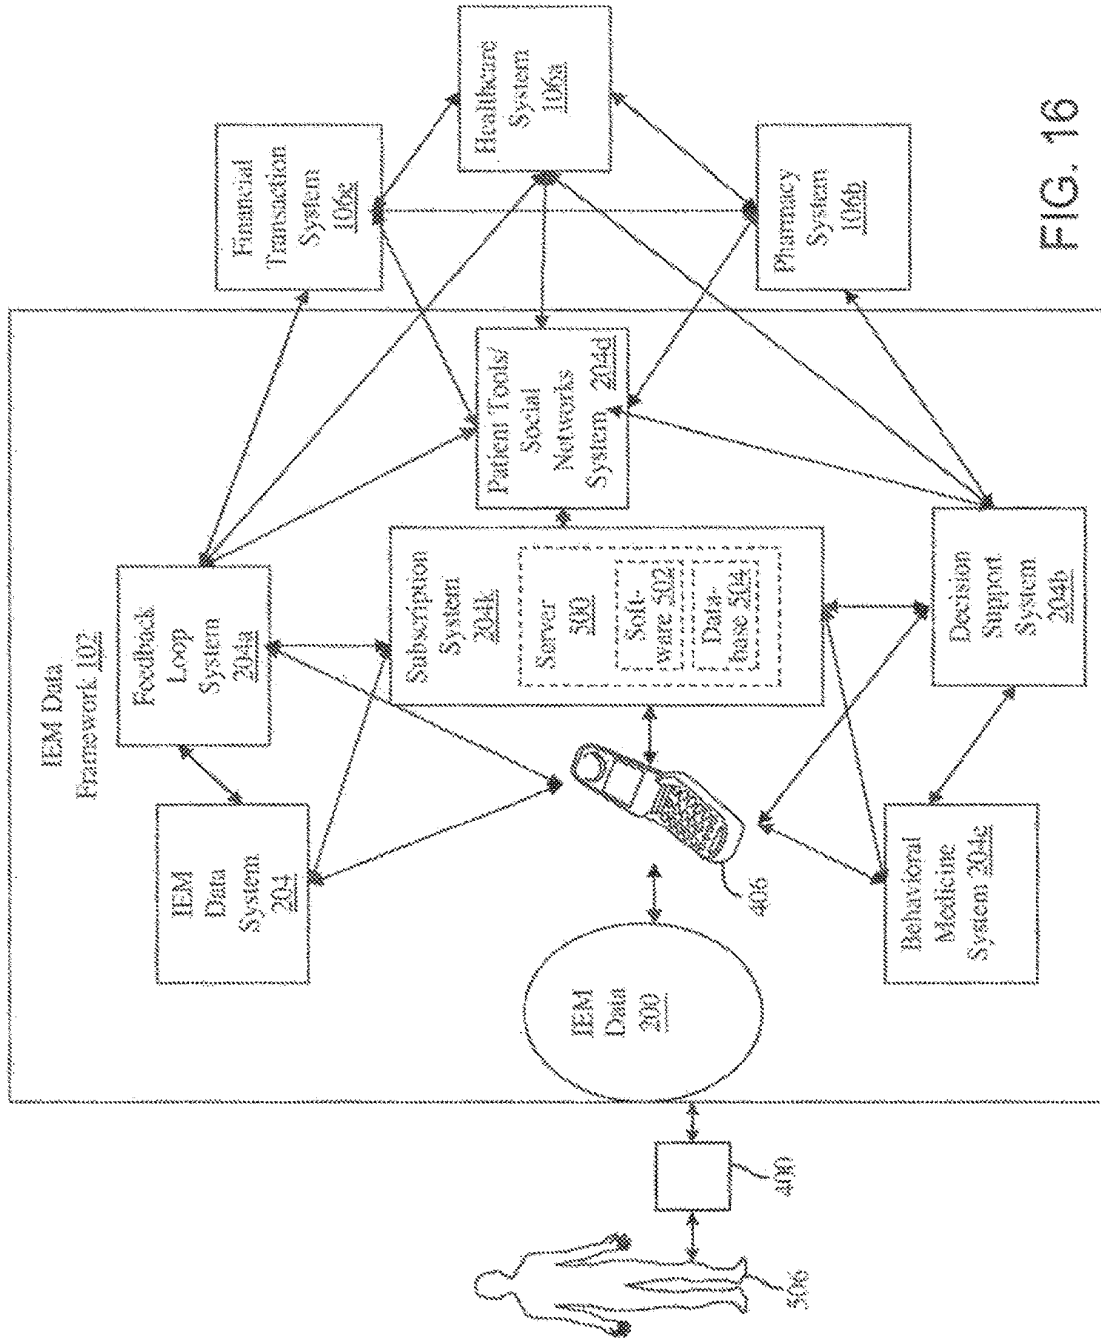 IEM Data
Framework 102
IEM
Data
System
204
Feedback
Loop
System
204a
Financial
Transaction
System
106c
Subscription
System 204k
Server
500
Soft-
ware 502
Data-
base 504
Patient Tools/
Social
Networks
System 204d
Healthcare
System
106a
IEM
Data
200
406
506
400
Behavioral
Medicine
System 204e
Decision
Support
System
204b
Pharmacy
System
106b
FIG. 16